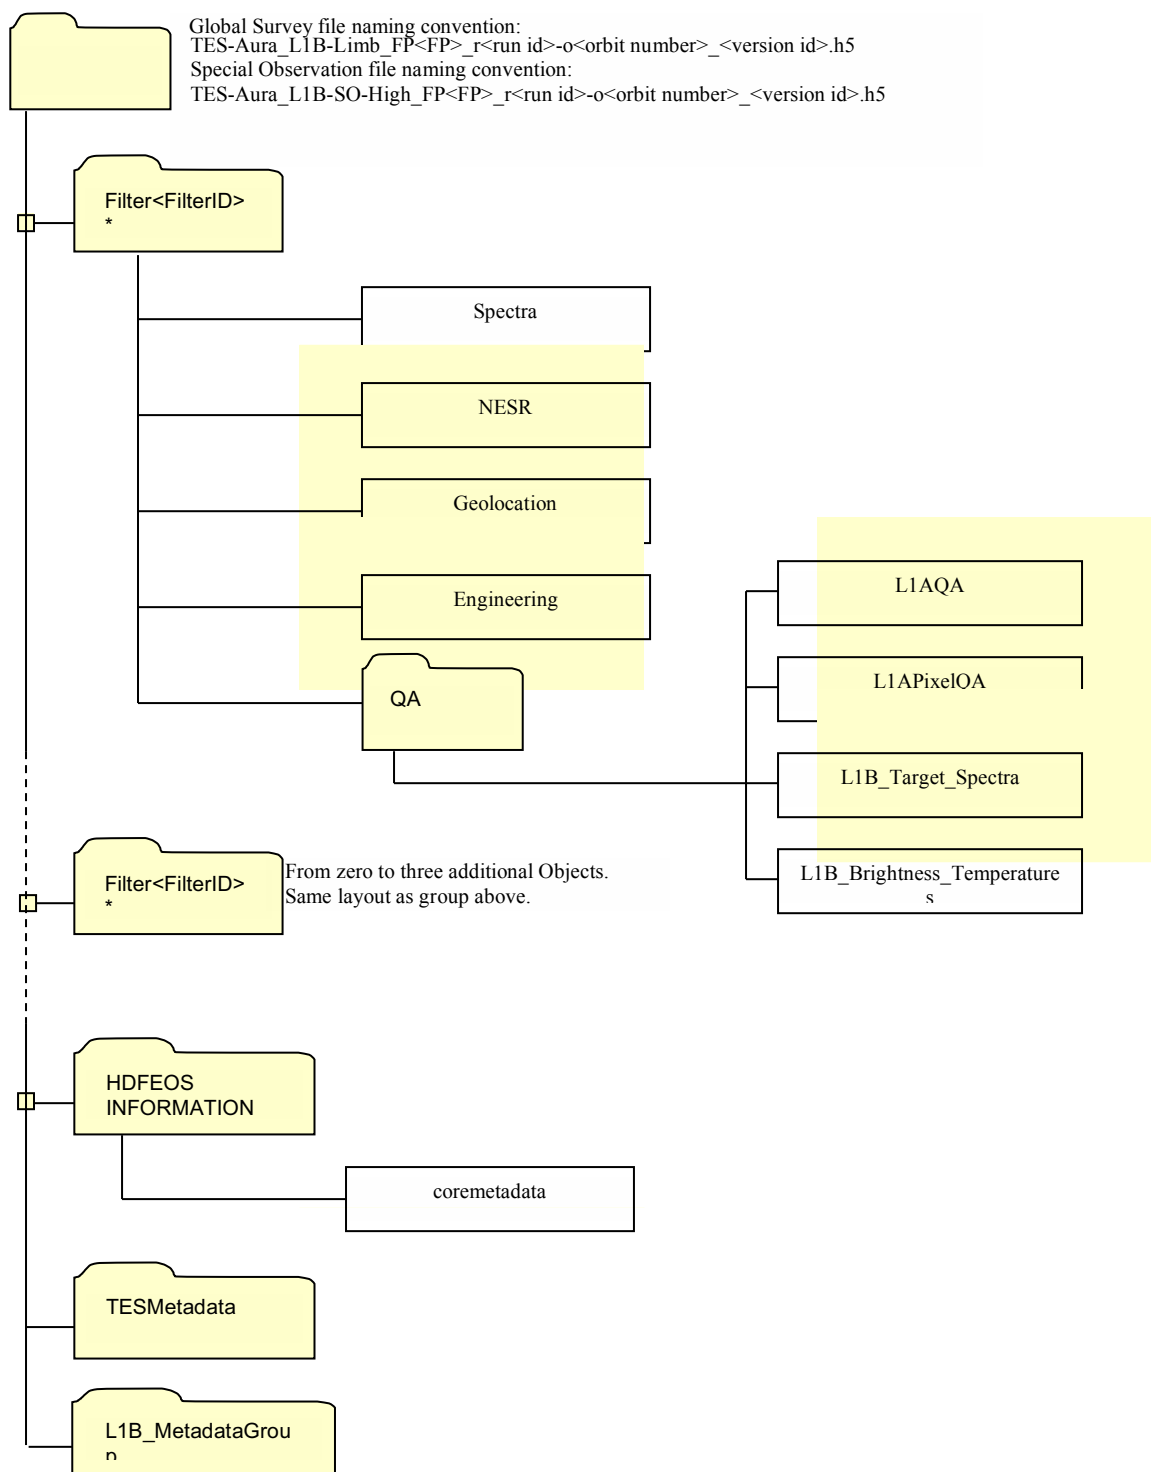 Global Survey file naming convention:
TES-Aura_L1B-Limb_FP<FP>_r<run id>-o<orbit number>_<version id>.h5
Special Observation file naming convention:
TES-Aura_L1B-SO-High_FP<FP>_r<run id>-o<orbit number>_<version id>.h5
Filter<FilterID>
*
Spectra
NESR
Geolocation
Engineering
QA
L1AQA
L1APixelQA
L1B_Target_Spectra
L1B_Brightness_Temperature
s
Filter<FilterID>
*
From zero to three additional Objects.
Same layout as group above.
HDFEOS
INFORMATION
coremetadata
TESMetadata
L1B_MetadataGrou
p